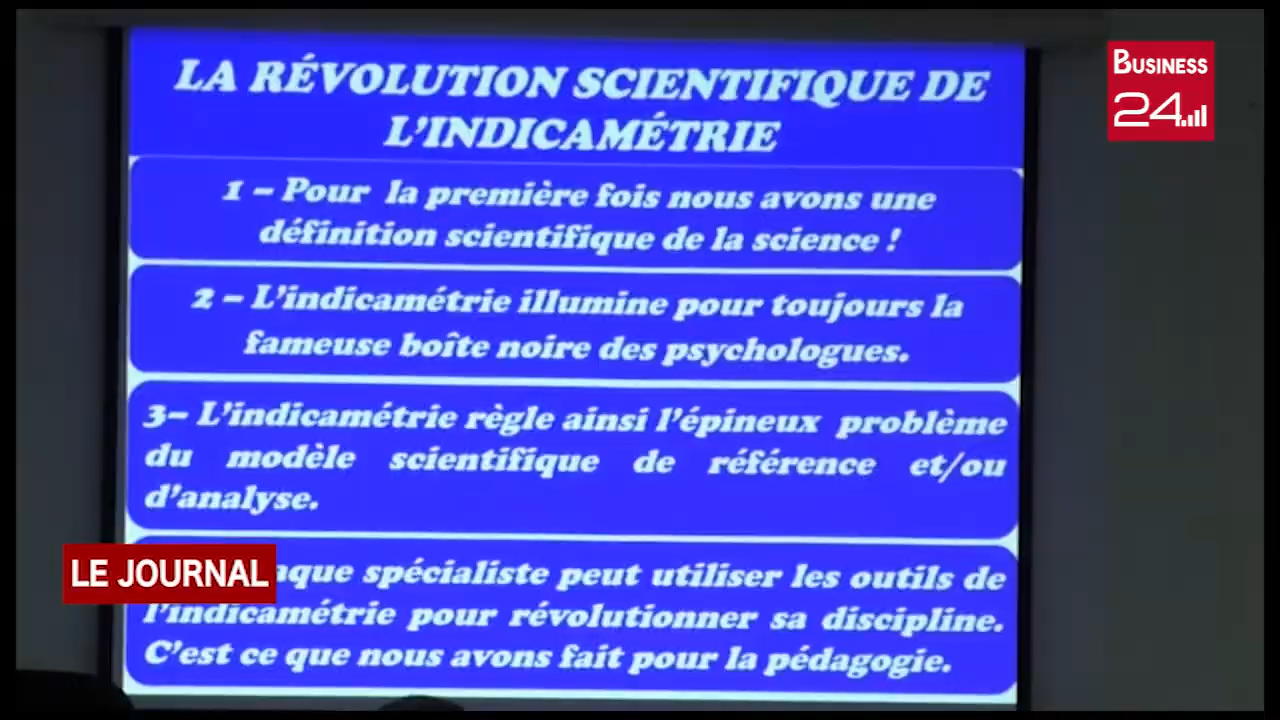 LA RÉVOLUTION SCIENTIFIQUE DE
L'INDICAMÉTRIE
BUSINESS
24
1 – Pour la première fois nous avons une
définition scientifique de la science !
2 – L'indicamétrie illumine pour toujours la
fameuse boîte noire des psychologues.
3– L'indicamétrie règle ainsi l'épineux problème
du modèle scientifique de référence et/ou
d'analyse.
LE JOURNAL
spécialiste peut utiliser les outils de
l'indicamétrie pour révolutionner sa discipline.
C'est ce que nous avons fait pour la pédagogie.